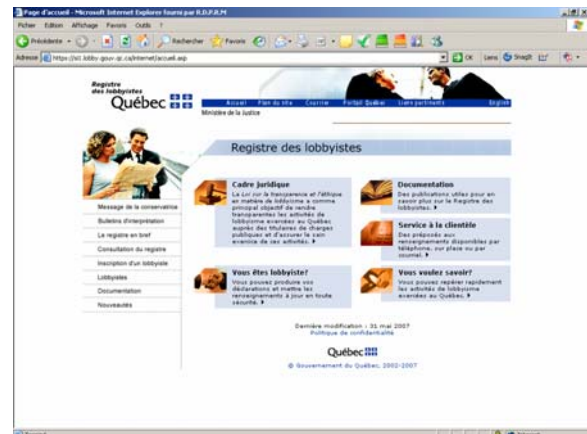 Page d'accueil - Microsoft Internet Explorer fourni par R.D.P.R.M
Fichier Edition Affichage Favoris Outils ?
Précédente Rechercher Favoris
Adresse https://si1.lobby.gouv.qc.ca/internet/accueil.asp OK Liens SnagIt
Registre
des lobbyistes
Québec
Accueil Plan du site Courrier Portail Québec Liens pertinents English
Ministère de la Justice
Registre des lobbyistes
Message de la conservatrice
Bulletins d'interprétation
Le registre en bref
Consultation du registre
Inscription d'un lobbyiste
Lobbyistes
Documentation
Nouveautés
Cadre juridique
La Loi sur la transparence et l'éthique
en matière de lobbyisme a comme
principal objectif de rendre
transparentes les activités de
lobbyisme exercées au Québec
auprès des titulaires de charges
publiques et d'assurer le sain
exercice de ces activités.
Documentation
Des publications utiles pour en
savoir plus sur le Registre des
lobbyistes.
Service à la clientèle
Des préposés aux
renseignements disponibles par
téléphone, sur place ou par
courriel.
Vous êtes lobbyiste?
Vous pouvez produire vos
déclarations et mettre les
renseignements à jour en toute
sécurité.
Vous voulez savoir?
Vous pouvez repérer rapidement
les activités de lobbyisme
exercées au Québec.
Dernière modification : 31 mai 2007
Politique de confidentialité
Québec
© Gouvernement du Québec, 2002-2007